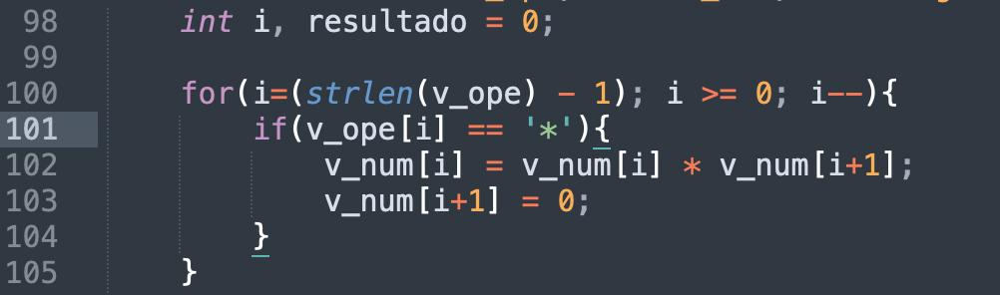 98 int i, resultado = 0;
99
100 for(i=(strlen(v_ope) - 1); i >= 0; i--){
101 if(v_ope[i] == '*'){
102 v_num[i] = v_num[i] * v_num[i+1];
103 v_num[i+1] = 0;
104 }
105 }